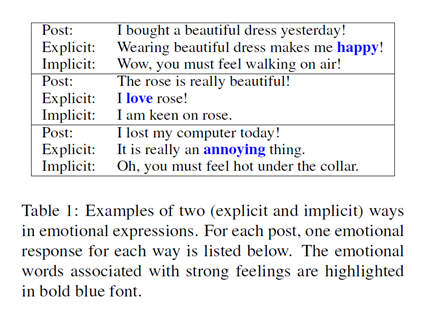 Post: I bought a beautiful dress yesterday!
Explicit: Wearing beautiful dress makes me happy!
Implicit: Wow, you must feel walking on air!
Post: The rose is really beautiful!
Explicit: I love rose!
Implicit: I am keen on rose.
Post: I lost my computer today!
Explicit: It is really an annoying thing.
Implicit: Oh, you must feel hot under the collar.
Table 1: Examples of two (explicit and implicit) ways
in emotional expressions. For each post, one emotional
response for each way is listed below. The emotional
words associated with strong feelings are highlighted
in bold blue font.